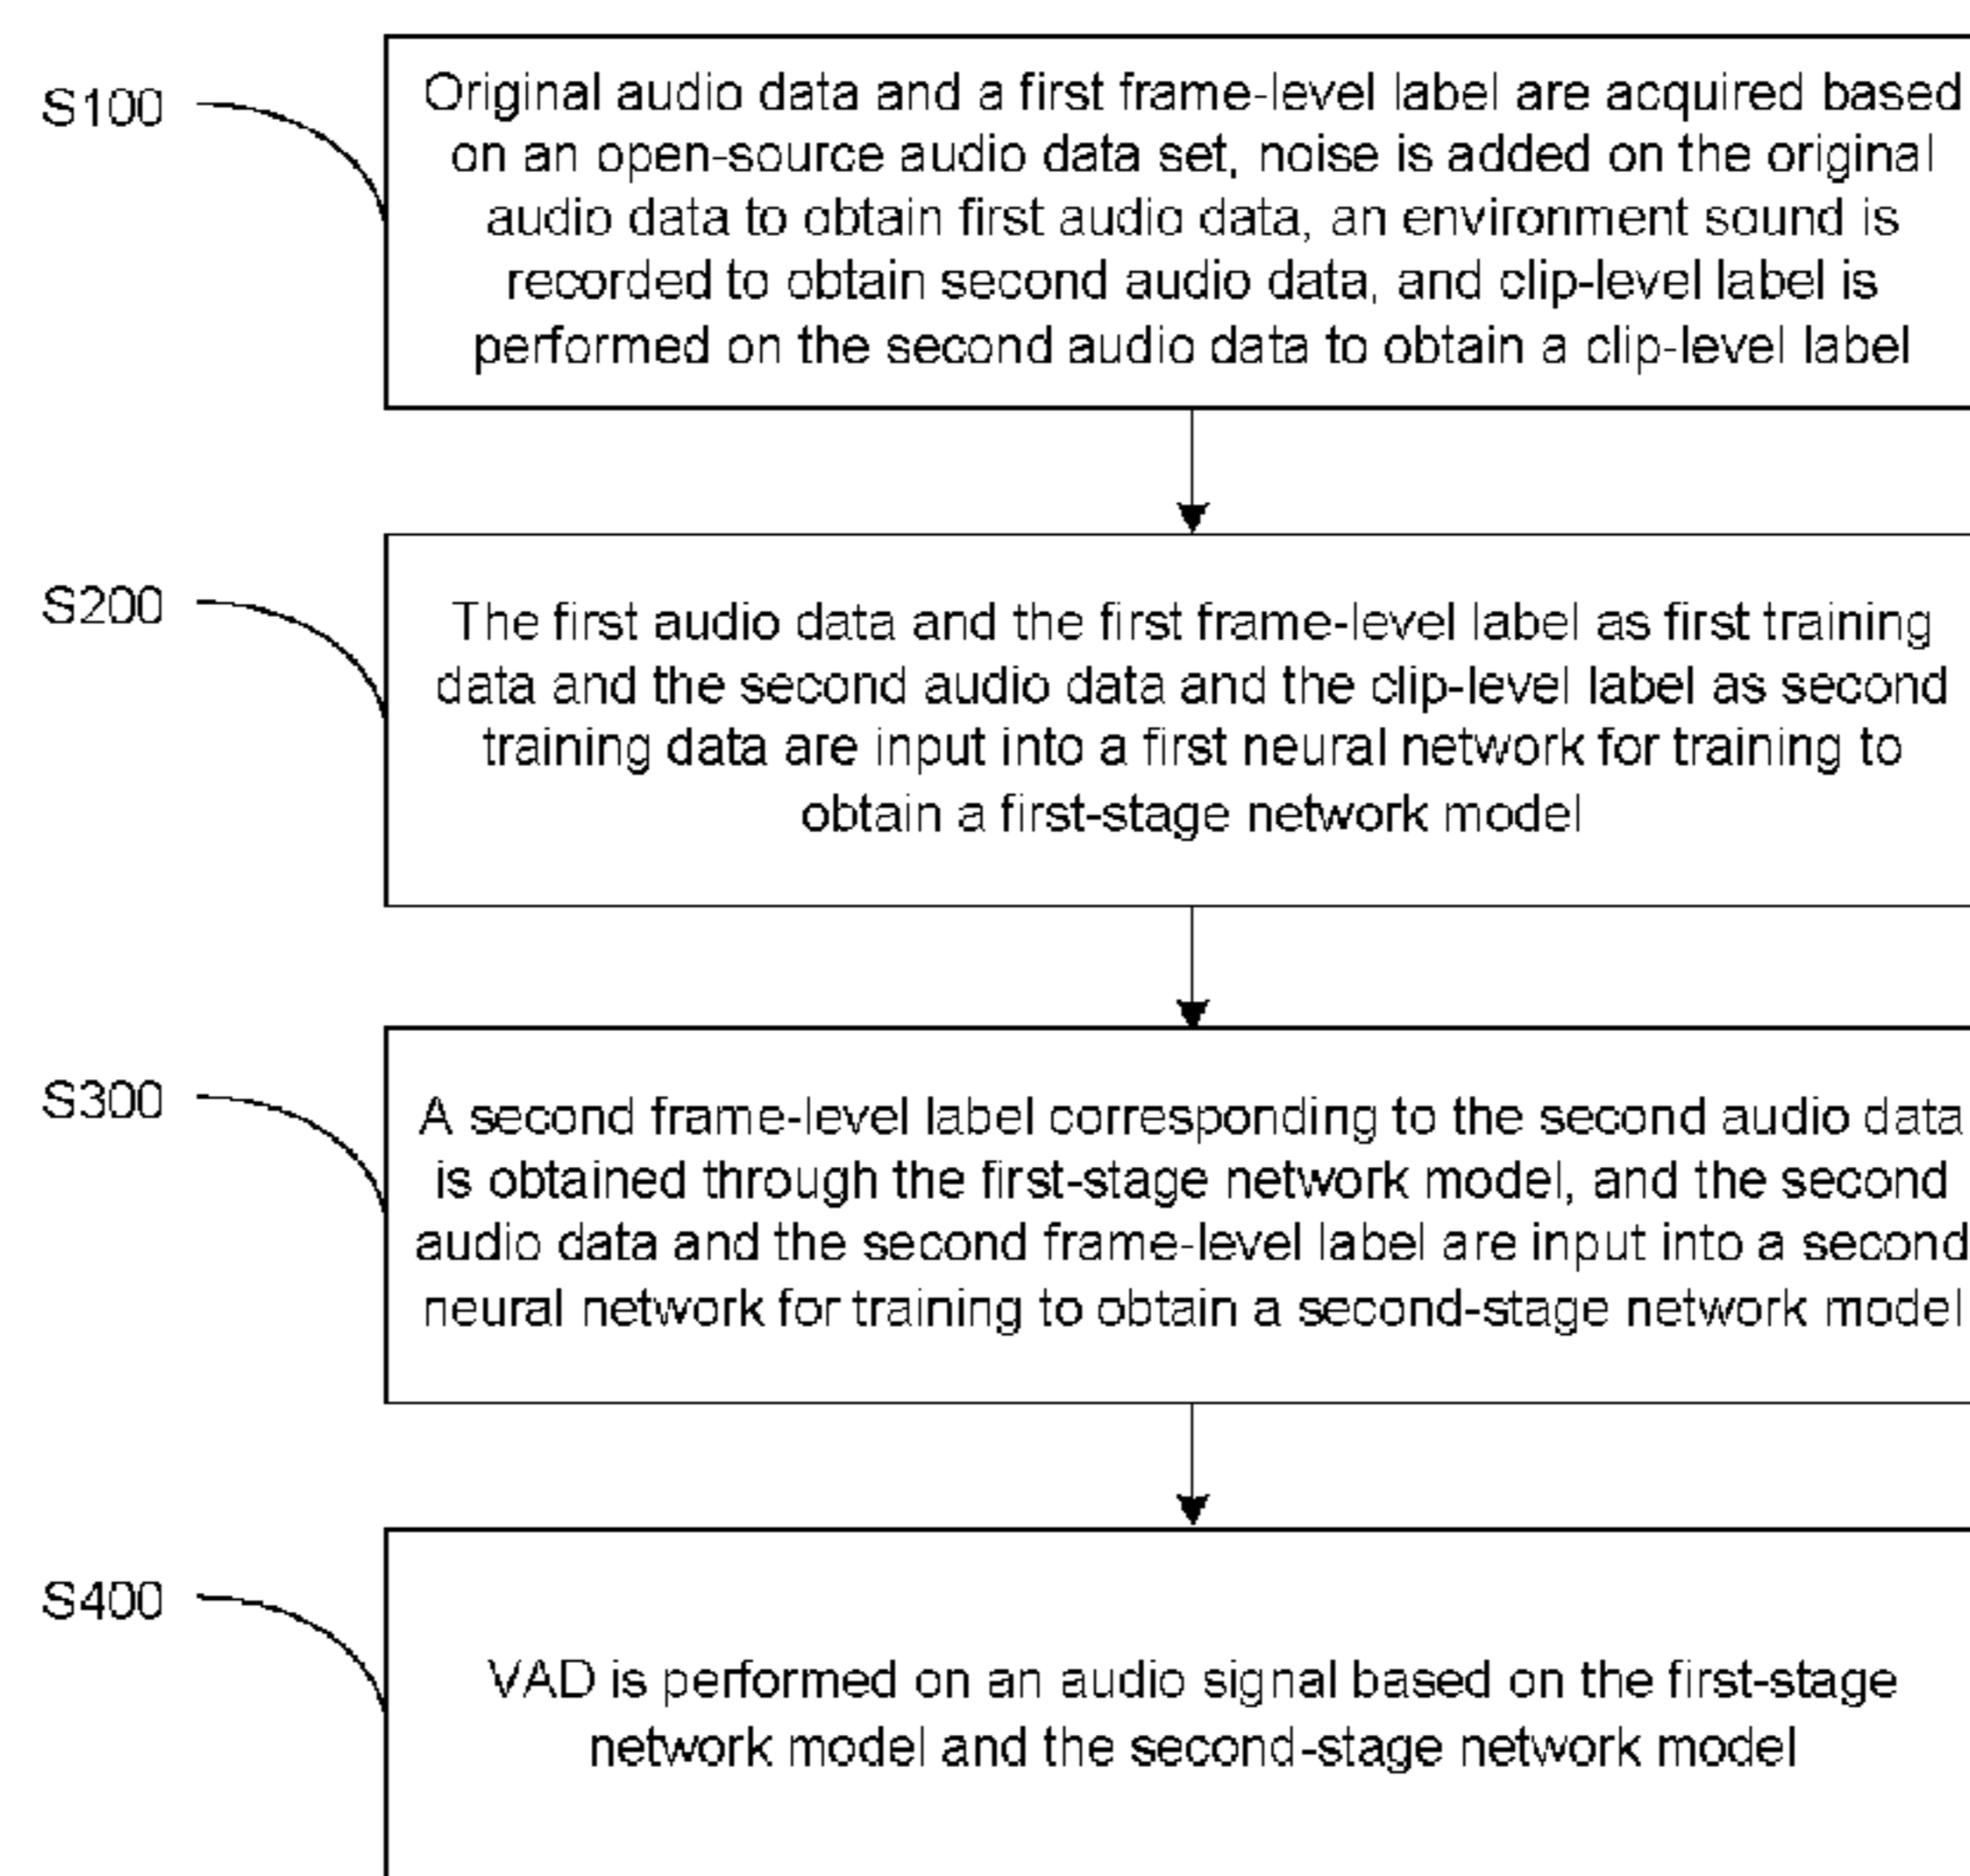 S100
Original audio data and a first frame-level label are acquired based
on an open-source audio data set, noise is added on the original
audio data to obtain first audio data, an environment sound is
recorded to obtain second audio data, and clip-level label is
performed on the second audio data to obtain a clip-level label
S200
The first audio data and the first frame-level label as first training
data and the second audio data and the clip-level label as second
training data are input into a first neural network for training to
obtain a first-stage network model
S300
A second frame-level label corresponding to the second audio data
is obtained through the first-stage network model, and the second
audio data and the second frame-level label are input into a second
neural network for training to obtain a second-stage network model
S400
VAD is performed on an audio signal based on the first-stage
network model and the second-stage network model